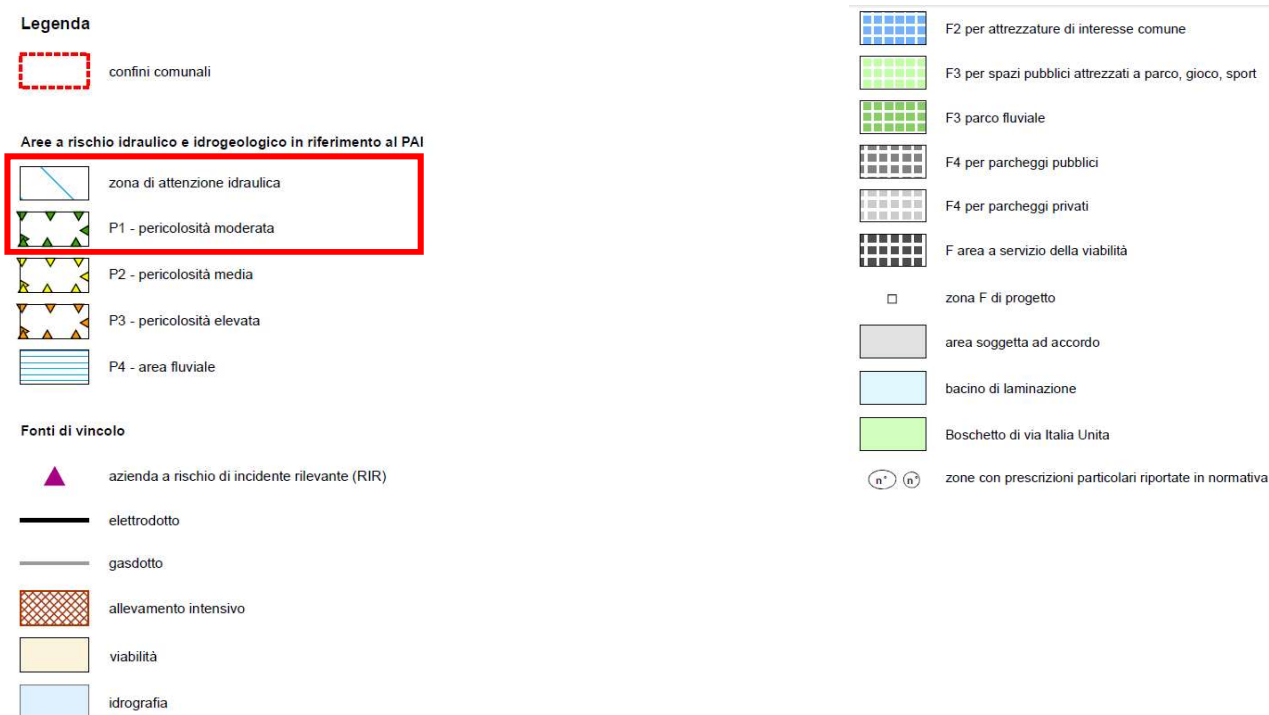 Legenda
confini comunali
Aree a rischio idraulico e idrogeologico in riferimento al PAI
zona di attenzione idraulica
P1 - pericolosità moderata
P2 - pericolosità media
P3 - pericolosità elevata
P4 - area fluviale
Fonti di vincolo
azienda a rischio di incidente rilevante (RIR)
elettrodotto
gasdotto
allevamento intensivo
viabilità
idrografia
F2 per attrezzature di interesse comune
F3 per spazi pubblici attrezzati a parco, gioco, sport
F3 parco fluviale
F4 per parcheggi pubblici
F4 per parcheggi privati
F area a servizio della viabilità
zona F di progetto
area soggetta ad accordo
bacino di laminazione
Boschetto di via Italia Unita
n° n° zone con prescrizioni particolari riportate in normativa